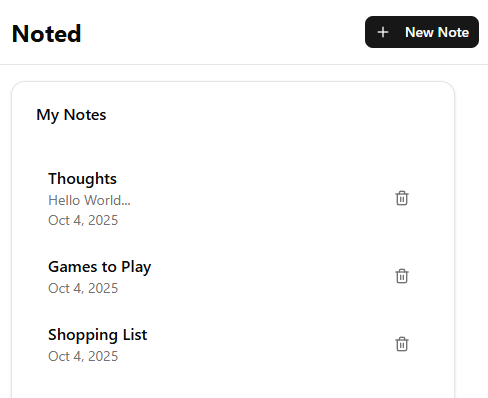 Noted
New Note
My Notes
Thoughts
Hello World...
Oct 4, 2025
Games to Play
Oct 4, 2025
Shopping List
Oct 4, 2025